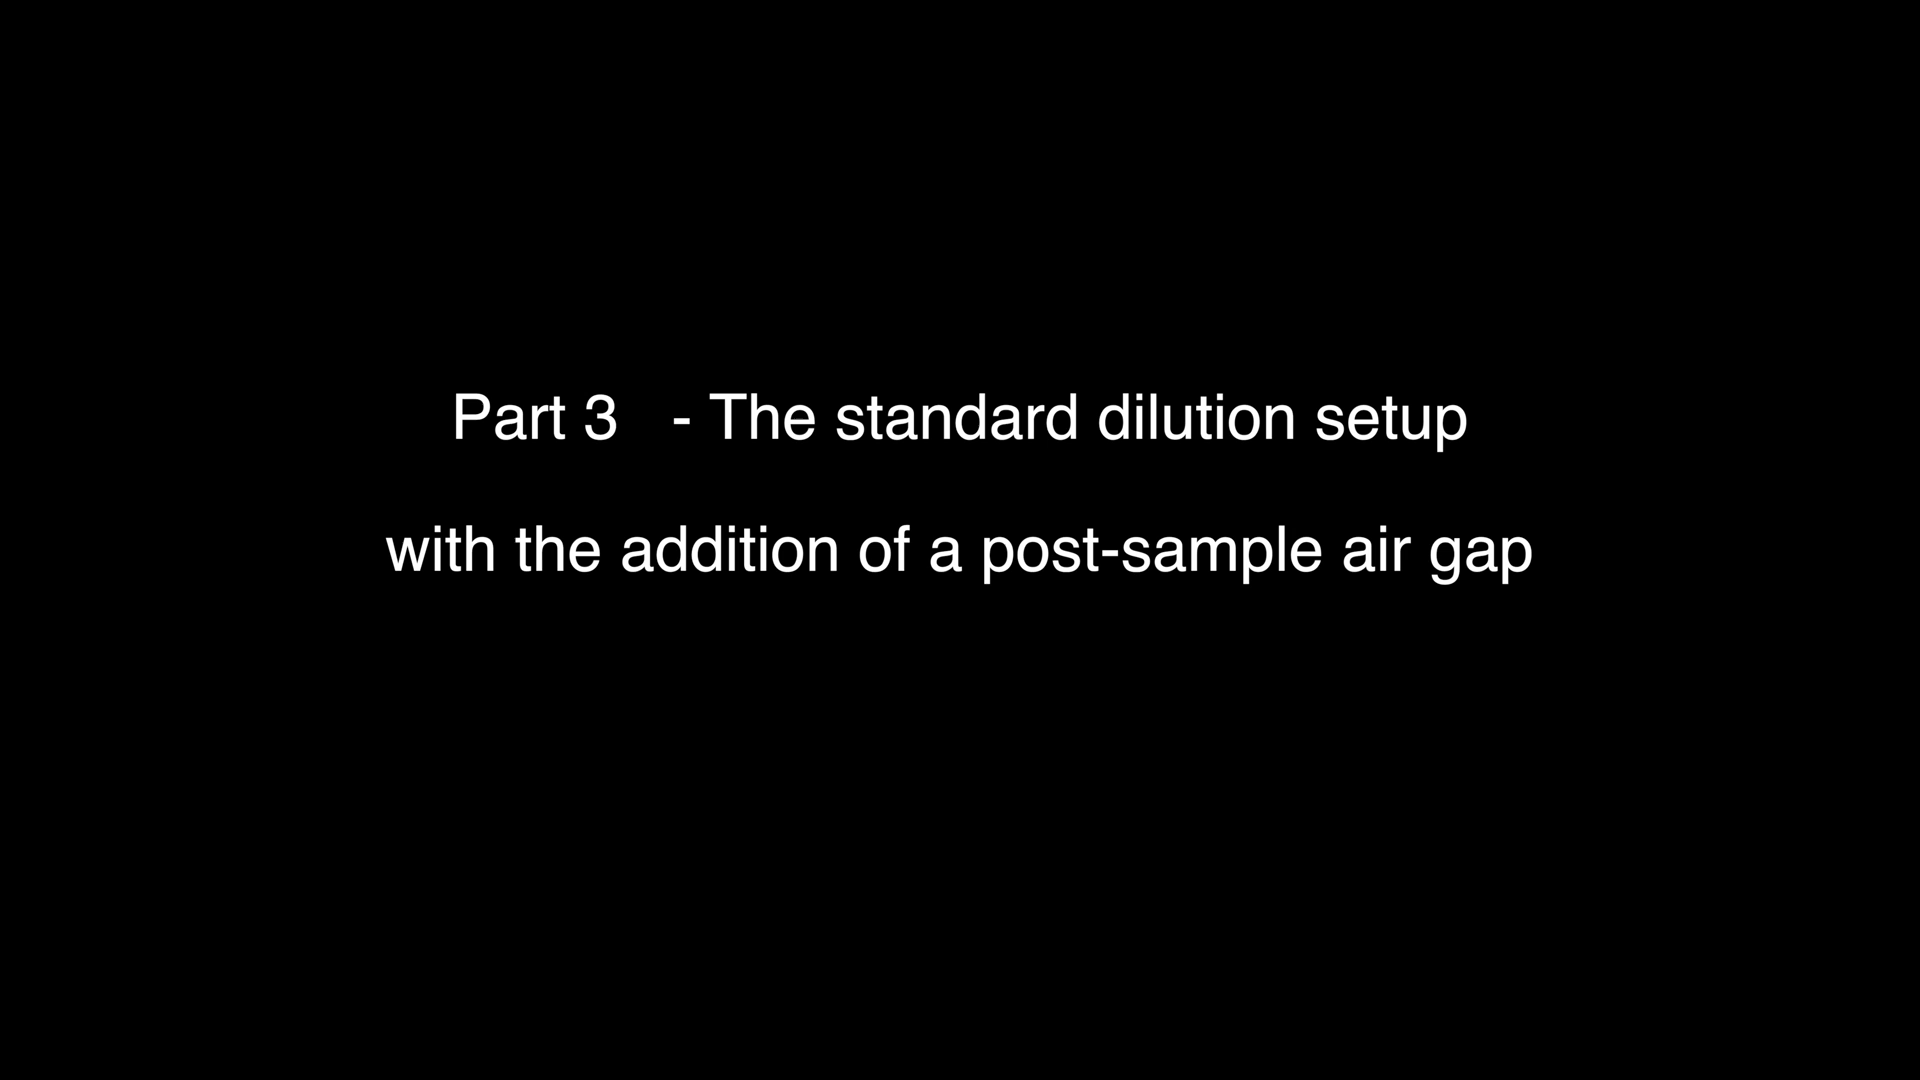 Part 3   - The standard dilution setup
with the addition of a post-sample air gap